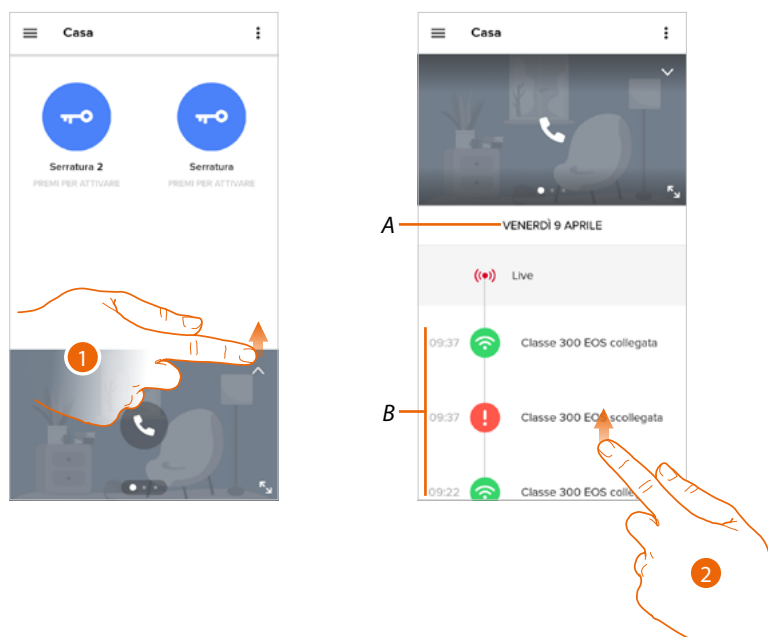 Casa
Serratura 2
PREMI PER ATTIVARE
Serratura
PREMI PER ATTIVARE
1
Casa
A
VENERDÌ 9 APRILE
Live
B
09:37
Classe 300 EOS collegata
09:37
Classe 300 EOS scollegata
09:22
Classe 300 EOS
2